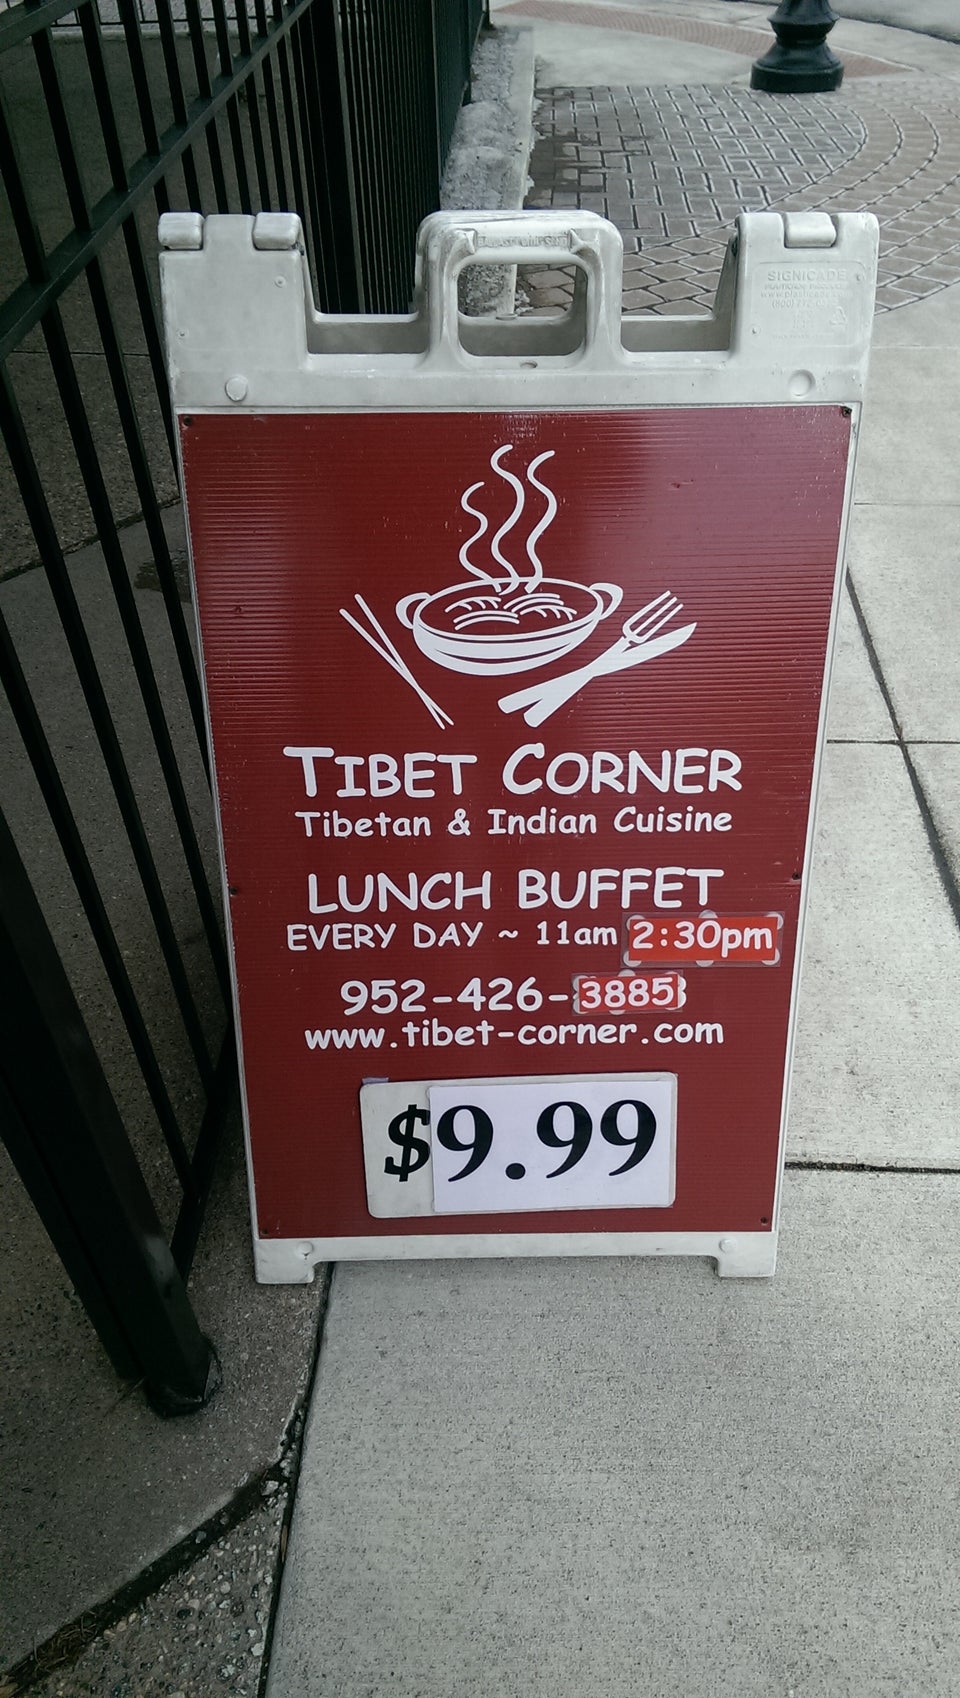 SIGNICADE
TIBET CORNER
Tibetan & Indian Cuisine
LUNCH BUFFET
EVERY DAY ~ 11am 2:30pm
952-426-3885
www.tibet-corner.com
$9.99